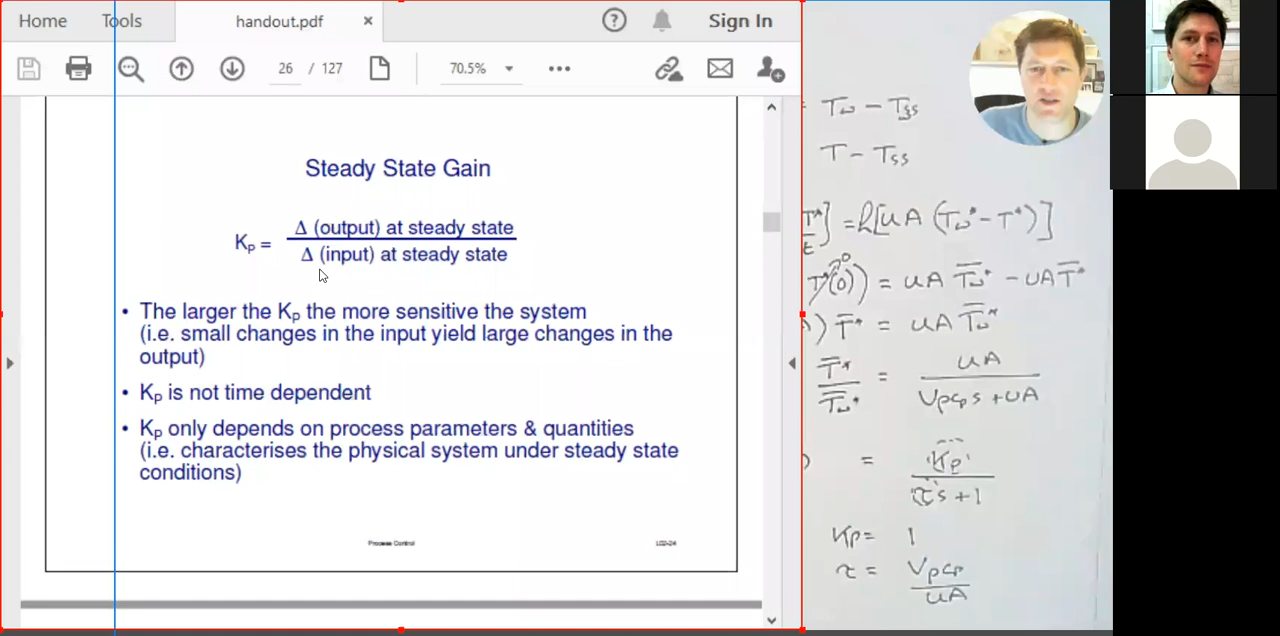 Home Tools handout.pdf × ? Sign In
26 / 127 70.5%
Steady State Gain
Kp = Δ (output) at steady state
Δ (input) at steady state
• The larger the Kp the more sensitive the system
(i.e. small changes in the input yield large changes in the
output)
• Kp is not time dependent
• Kp only depends on process parameters & quantities
(i.e. characterises the physical system under steady state
conditions)
Process Control L02-24
= Tw - Tss
T - Tss
= L[UA (Tw* - T*)]
T*(0)) = UA T̄w* - UA T̄*
) T̄* = UA T̄w*
T̄* = UA
T̄w* VρCps + UA
= Kp
τs + 1
Kp = 1
τ = VρCp
UA